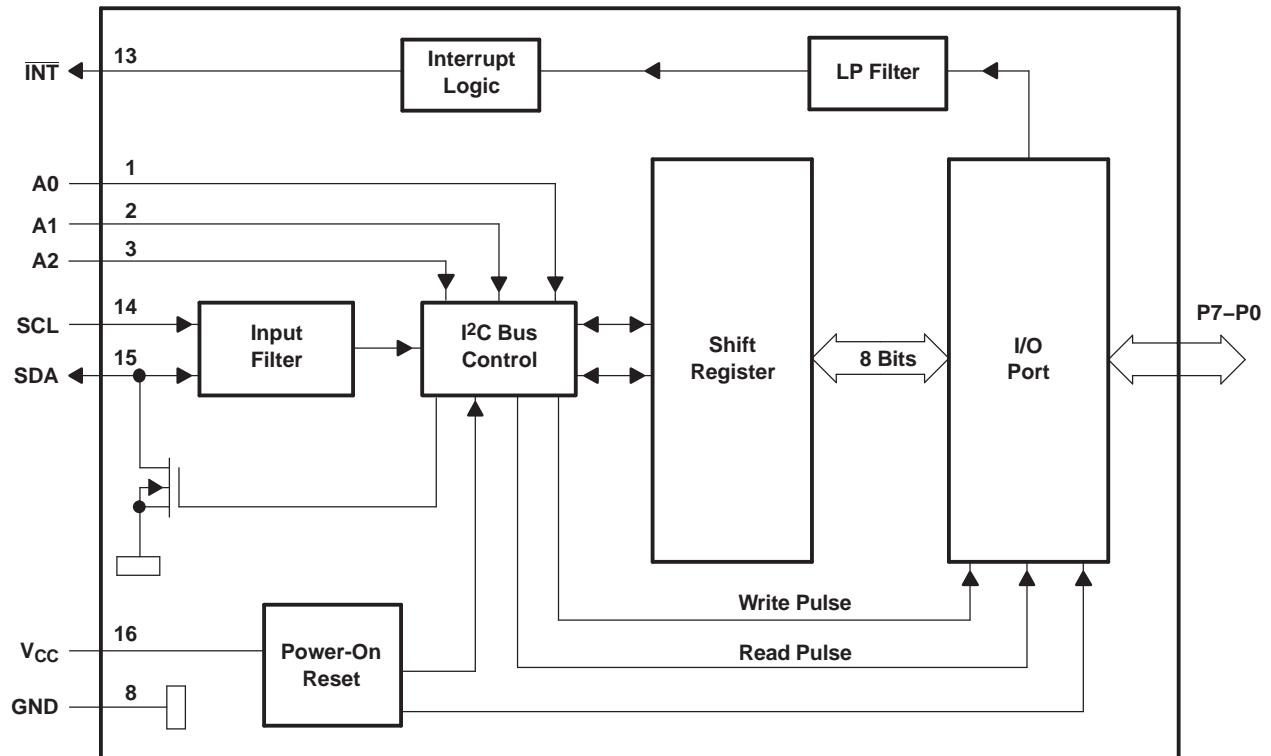 INT
13
Interrupt
Logic
LP Filter
A0
1
A1
2
A2
3
SCL
14
SDA
15
Input
Filter
I²C Bus
Control
Shift
Register
8 Bits
I/O
Port
P7–P0
Write Pulse
Read Pulse
VCC
16
Power-On
Reset
GND
8